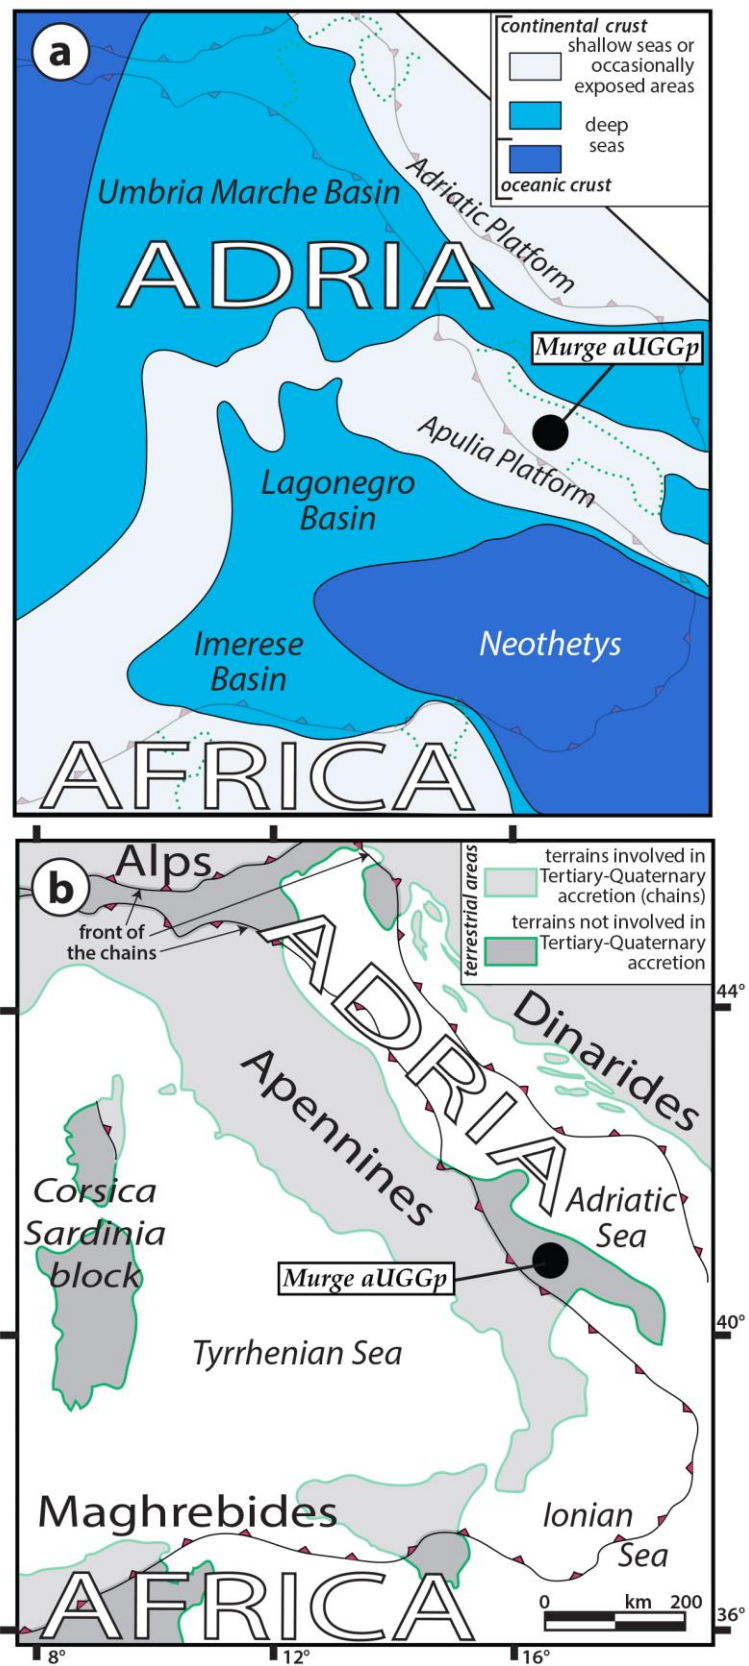 a
continental crust
shallow seas or
occasionally
exposed areas
deep
seas
oceanic crust
Umbria Marche Basin
Adriatic Platform
ADRIA
Murge aUGGp
Apulia Platform
Lagonegro
Basin
Neothetys
Imerese
Basin
AFRICA
b
Alps
terrestrial areas
terrains involved in
Tertiary-Quaternary
accretion (chains)
terrains not involved in
Tertiary-Quaternary
accretion
front of
the chains
ADRIA
44°
Dinarides
Apennines
Corsica
Sardinia
block
Adriatic
Sea
Murge aUGGp
40°
Tyrrhenian Sea
Maghrebides
Ionian
Sea
AFRICA
0 km 200
36°
8° 12° 16°